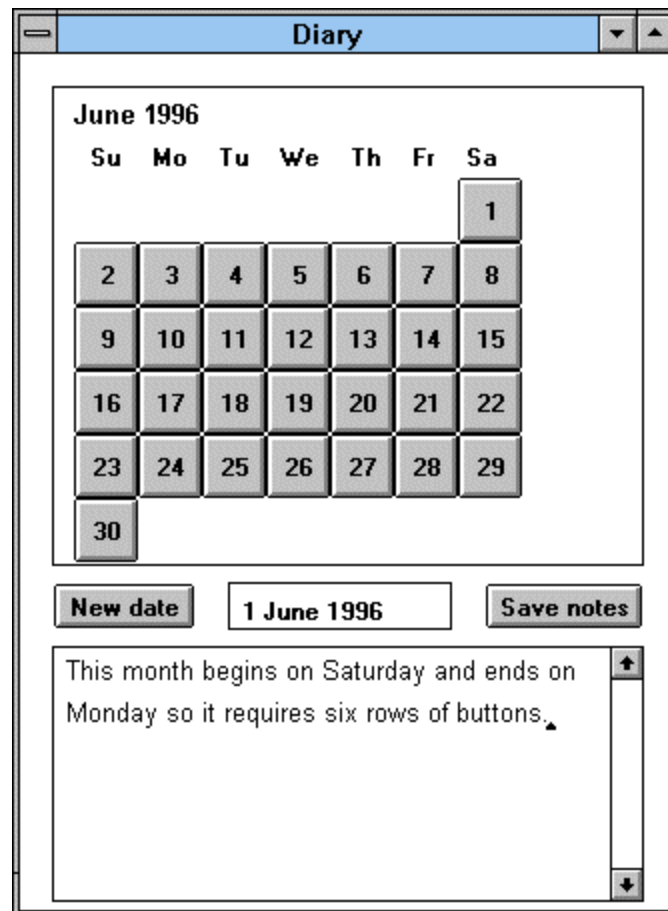 Diary
June 1996
Su Mo Tu We Th Fr Sa
1
2 3 4 5 6 7 8
9 10 11 12 13 14 15
16 17 18 19 20 21 22
23 24 25 26 27 28 29
30
New date 1 June 1996 Save notes
This month begins on Saturday and ends on
Monday so it requires six rows of buttons.